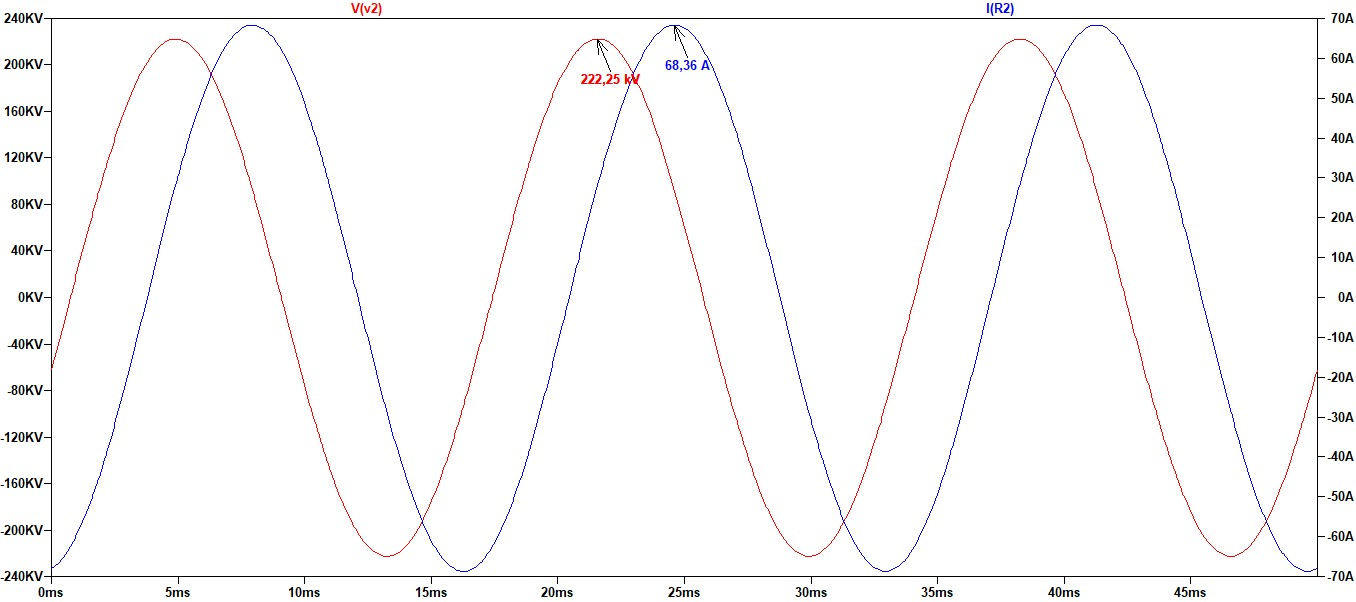 V(v2) I(R2)
240KV 70A
200KV 60A
160KV 50A
120KV 40A
80KV 30A
40KV 20A
0KV 10A
-40KV 0A
-80KV -10A
-120KV -20A
-160KV -30A
-200KV -40A
-240KV -50A
-60A
-70A
222,25 kV
68,36 A
0ms 5ms 10ms 15ms 20ms 25ms 30ms 35ms 40ms 45ms